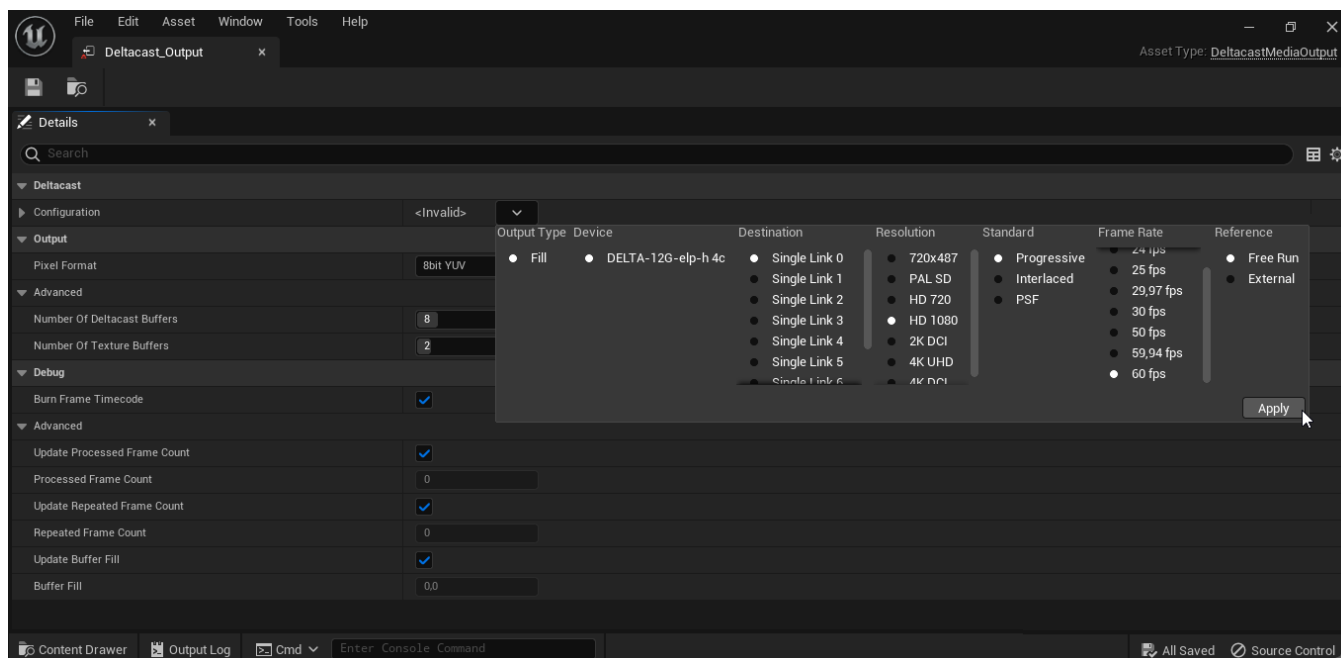 File Edit Asset Window Tools Help
Deltacast_Output
Asset Type: DeltacastMediaOutput
Details
Search
Deltacast
Configuration <Invalid>
Output Type Device Destination Resolution Standard Frame Rate Reference
Output
Fill DELTA-12G-elp-h 4c Single Link 0 720x487 Progressive 24 fps Free Run
Pixel Format 8bit YUV
Single Link 1 PAL SD Interlaced 25 fps External
Advanced
Single Link 2 HD 720 PSF 29,97 fps
Number Of Deltacast Buffers 8
Single Link 3 HD 1080 30 fps
Number Of Texture Buffers 2
Single Link 4 2K DCI 50 fps
Single Link 5 4K UHD 59,94 fps
Debug
Single Link 6 4K DCI 60 fps
Burn Frame Timecode
Apply
Advanced
Update Processed Frame Count
Processed Frame Count 0
Update Repeated Frame Count
Repeated Frame Count 0
Update Buffer Fill
Buffer Fill 0,0
Content Drawer Output Log Cmd Enter Console Command All Saved Source Control